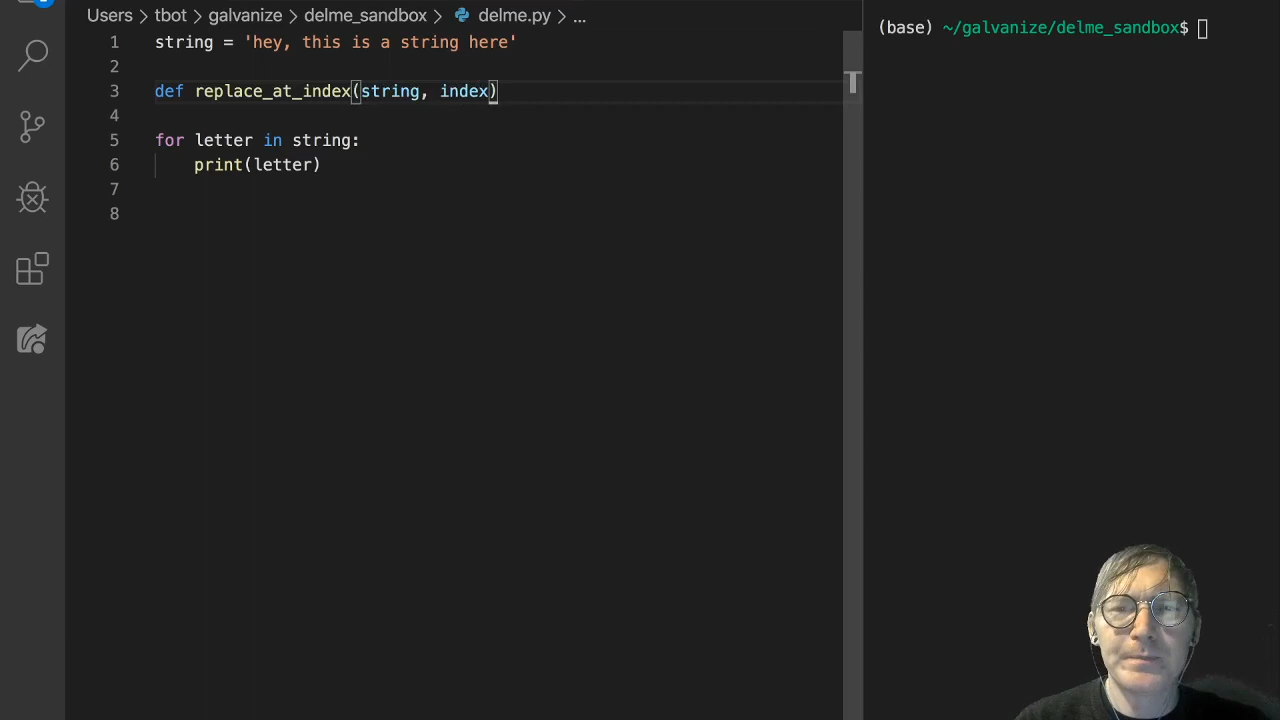 Users > tbot > galvanize > delme_sandbox > delme.py > ...
1 string = 'hey, this is a string here'
2
3 def replace_at_index(string, index)
4
5 for letter in string:
6 print(letter)
7
8
(base) ~/galvanize/delme_sandbox$